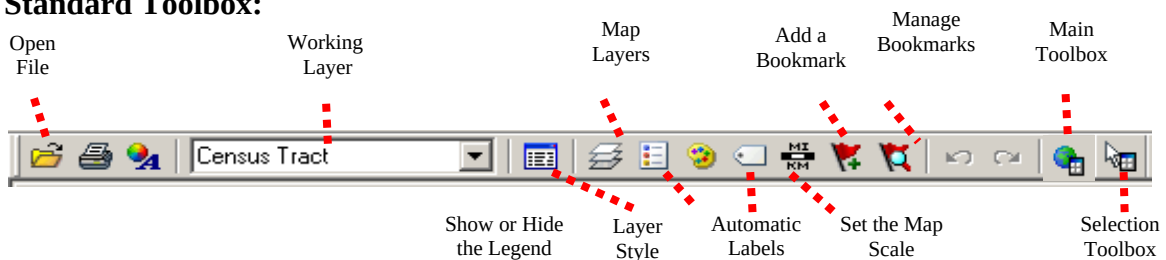 Standard Toolbox:
Open
File
Working
Layer
Map
Layers
Add a
Bookmark
Manage
Bookmarks
Main
Toolbox
A
Census Tract
MI
KM
Show or Hide
the Legend
Layer
Style
Automatic
Labels
Set the Map
Scale
Selection
Toolbox